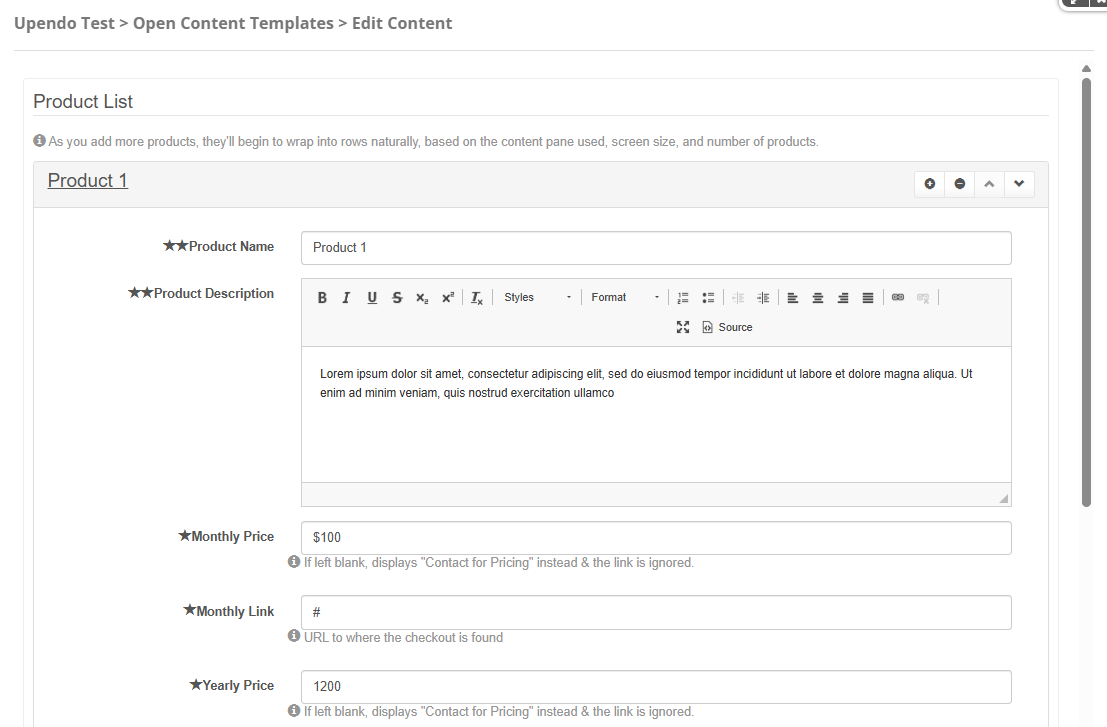 Upendo Test > Open Content Templates > Edit Content
Product List
As you add more products, they'll begin to wrap into rows naturally, based on the content pane used, screen size, and number of products.
Product 1
★★Product Name
Product 1
★★Product Description
B I U S x₂ x² Tx Styles Format
Source
Lorem ipsum dolor sit amet, consectetur adipiscing elit, sed do eiusmod tempor incididunt ut labore et dolore magna aliqua. Ut
enim ad minim veniam, quis nostrud exercitation ullamco
★Monthly Price
$100
If left blank, displays "Contact for Pricing" instead & the link is ignored.
★Monthly Link
#
URL to where the checkout is found
★Yearly Price
1200
If left blank, displays "Contact for Pricing" instead & the link is ignored.